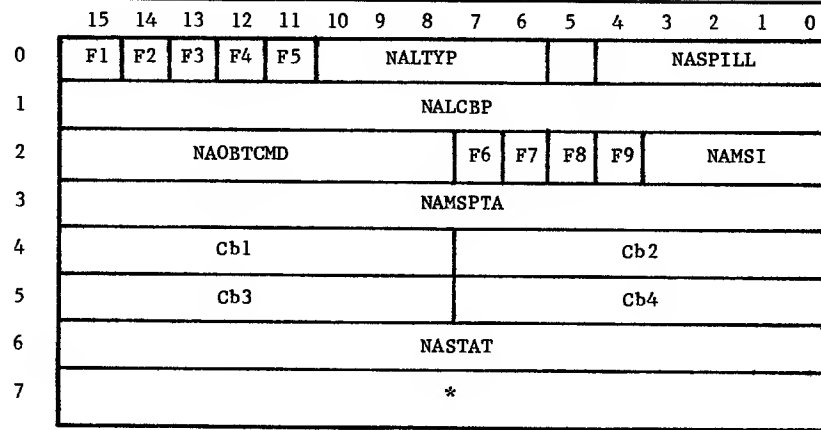 15 14 13 12 11 10 9 8 7 6 5 4 3 2 1 0
0 F1 F2 F3 F4 F5 NALTYP NASPILL
1 NALCBP
2 NAOBTCMD F6 F7 F8 F9 NAMSI
3 NAMSPTA
4 Cb1 Cb2
5 Cb3 Cb4
6 NASTAT
7 *